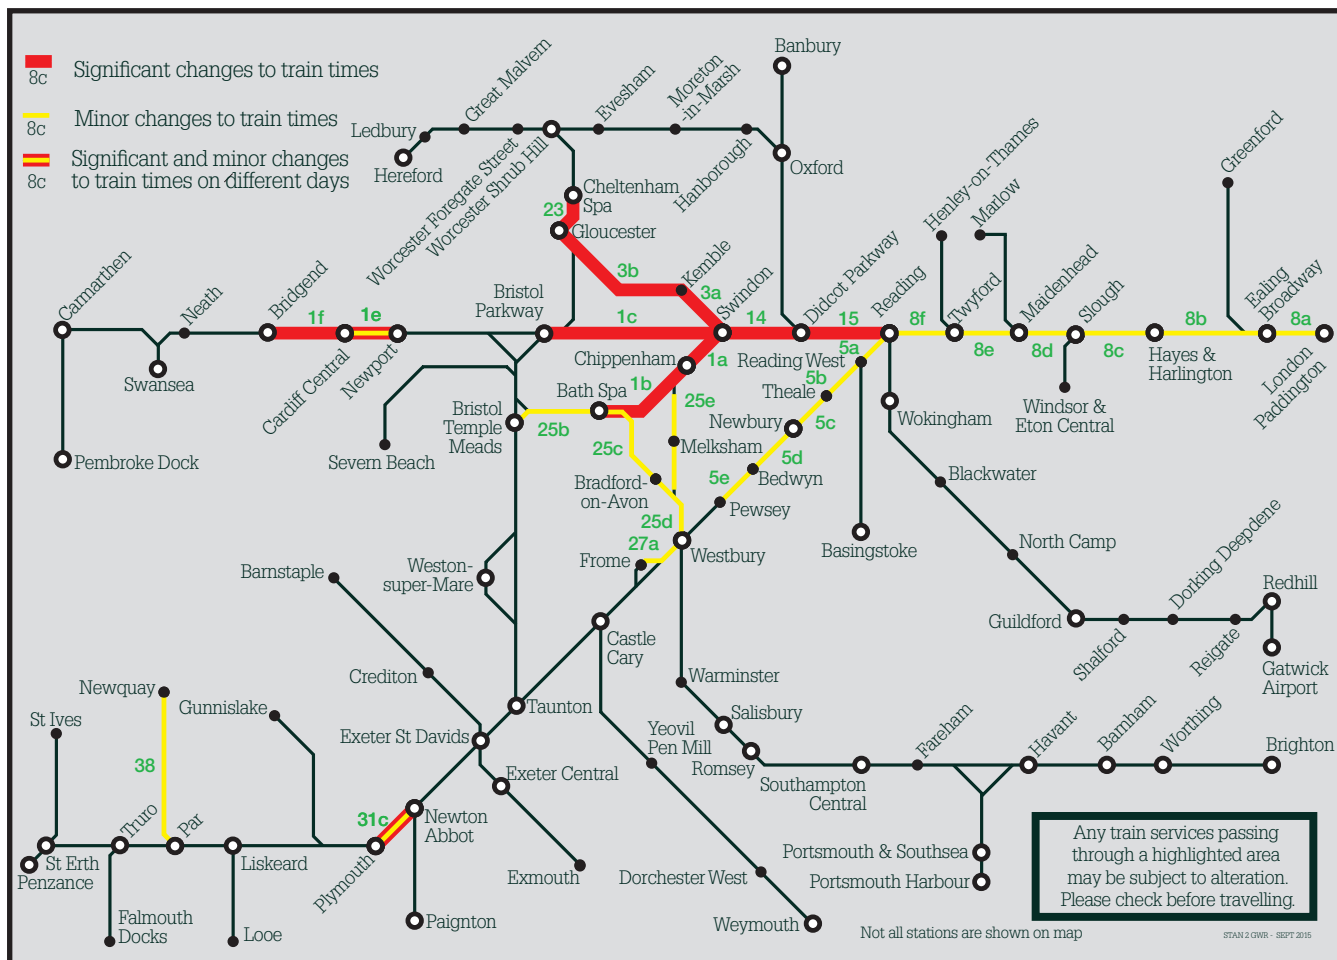 8c
Significant changes to train times
8c
Minor changes to train times
8c
Significant and minor changes
to train times on different days
Banbury
Great Malvern
Evesham
Moreton
-in-Marsh
Ledbury
Hereford
Worcester Foregate Street
Worcester Shrub Hill
Hanborough
Oxford
Henley-on-Thames
Marlow
Greenford
23
Cheltenham
Spa
Gloucester
3b
Kemble
3a
Carmarthen
Neath
Bridgend
1f
Cardiff Central
1e
Newport
Bristol
Parkway
1c
Swindon
14
Didcot Parkway
15
Reading
8f
Twyford
8e
Maidenhead
8d
Slough
8c
Hayes &
Harlington
8b
Ealing
Broadway
8a
London
Paddington
Swansea
Pembroke Dock
Severn Beach
Chippenham
1a
1b
Bath Spa
Bristol
Temple
Meads
25b
25c
25e
Melksham
Bradford-
on-Avon
25d
Reading West
5a
Theale
5b
Newbury
5c
5d
Bedwyn
5e
Pewsey
Wokingham
Windsor &
Eton Central
Blackwater
Basingstoke
North Camp
Guildford
Shalford
Dorking Deepdene
Reigate
Redhill
Gatwick
Airport
27a
Frome
Westbury
Weston-
super-Mare
Barnstaple
Crediton
Castle
Cary
Taunton
Warminster
Salisbury
Yeovil
Pen Mill
Romsey
Southampton
Central
Fareham
Havant
Barnham
Worthing
Brighton
Newquay
St Ives
Gunnislake
38
Exeter St Davids
Exeter Central
Exmouth
31c
Newton
Abbot
Truro
Par
Liskeard
Plymouth
St Erth
Penzance
Falmouth
Docks
Looe
Paignton
Dorchester West
Weymouth
Portsmouth & Southsea
Portsmouth Harbour
Any train services passing
through a highlighted area
may be subject to alteration.
Please check before travelling.
Not all stations are shown on map
STAN 2 GWR - SEPT 2015